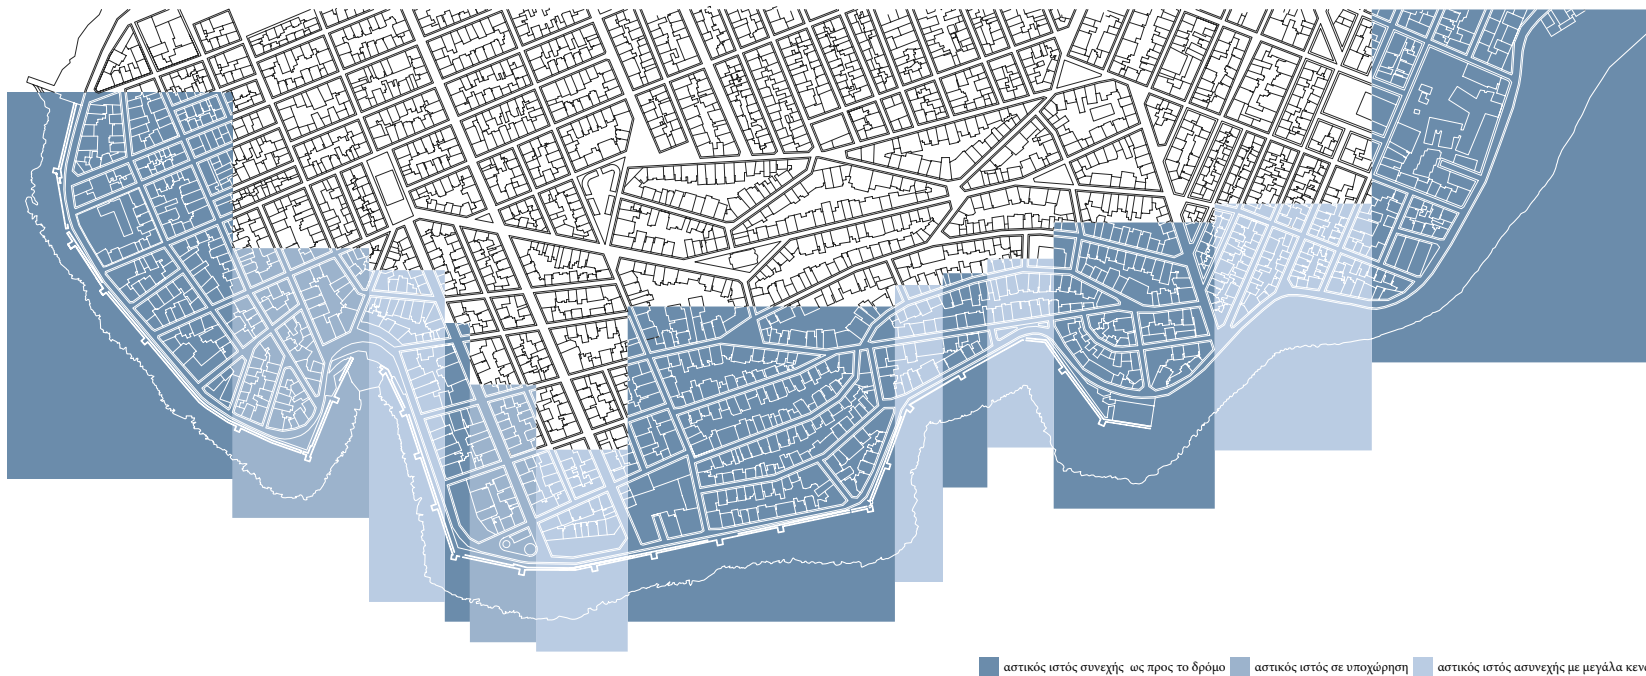 αστικός ιστός συνεχής ως προς το δρόμο
αστικός ιστός σε υποχώρηση
αστικός ιστός ασυνεχής με μεγάλα